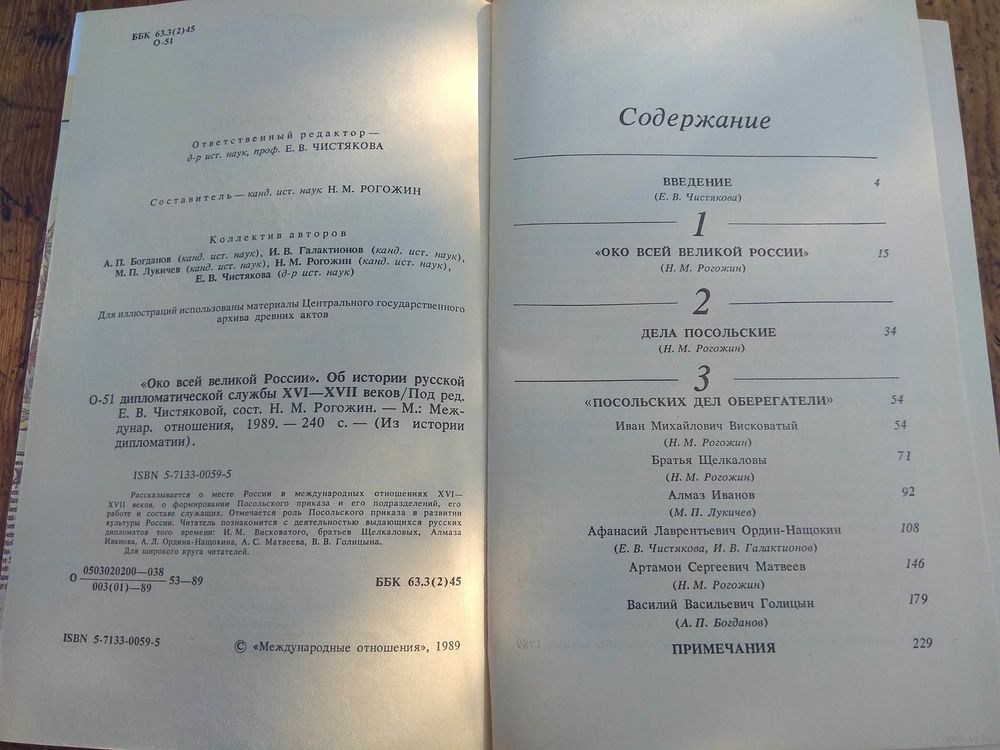 ББК 63.3(2)45
О-51
Ответственный редактор —
д-р ист. наук, проф. Е. В. ЧИСТЯКОВА
Составитель — канд. ист. наук Н. М. РОГОЖИН
Коллектив авторов
А. П. Богданов (канд. ист. наук), И. В. Галактионов (канд. ист. наук),
М. П. Лукичев (канд. ист. наук), Н. М. Рогожин (канд. ист. наук),
Е. В. Чистякова (д-р ист. наук)
Для иллюстраций использованы материалы Центрального государственного
архива древних актов
«Око всей великой России». Об истории русской
О-51 дипломатической службы XVI—XVII веков/Под ред.
Е. В. Чистяковой, сост. Н. М. Рогожин. — М.: Меж-
дунар. отношения, 1989. — 240 с. — (Из истории
дипломатии).
ISBN 5-7133-0059-5
Рассказывается о месте России в международных отношениях XVI—
XVII веков, о формировании Посольского приказа и его подразделений, его
работе и составе служащих. Отмечается роль Посольского приказа в развитии
культуры России. Читатель познакомится с деятельностью выдающихся русских
дипломатов того времени: И. М. Висковатого, братьев Щелкаловых, Алмаза
Иванова, А. Л. Ордина-Нащокина, А. С. Матвеева, В. В. Голицына.
Для широкого круга читателей.
О 0503020200—038
003(01)—89 53—89
ББК 63.3(2)45
ISBN 5-7133-0059-5
© «Международные отношения», 1989
Содержание
ВВЕДЕНИЕ 4
(Е. В. Чистякова)
1
«ОКО ВСЕЙ ВЕЛИКОЙ РОССИИ» 15
(Н. М. Рогожин)
2
ДЕЛА ПОСОЛЬСКИЕ 34
(Н. М. Рогожин)
3
«ПОСОЛЬСКИХ ДЕЛ ОБЕРЕГАТЕЛИ» 54
Иван Михайлович Висковатый 54
(Н. М. Рогожин)
Братья Щелкаловы 71
(Н. М. Рогожин)
Алмаз Иванов 92
(М. П. Лукичев)
Афанасий Лаврентьевич Ордин-Нащокин 108
(Е. В. Чистякова, И. В. Галактионов)
Артамон Сергеевич Матвеев 146
(Н. М. Рогожин)
Василий Васильевич Голицын 179
(А. П. Богданов)
ПРИМЕЧАНИЯ 229